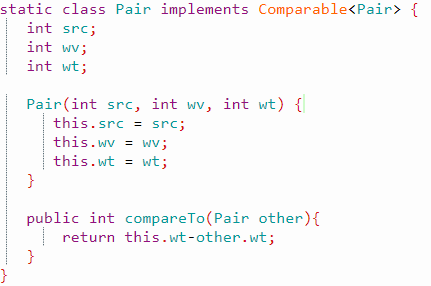 static class Pair implements Comparable<Pair> {
int src;
int wv;
int wt;
Pair(int src, int wv, int wt) {
this.src = src;
this.wv = wv;
this.wt = wt;
}
public int compareTo(Pair other){
return this.wt-other.wt;
}
}